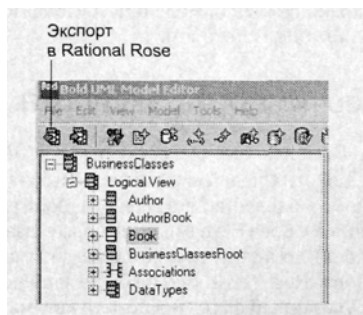 Экспорт
в Rational Rose
Bold UML Model Editor
File Edit View Model Tools Help
BusinessClasses
Logical View
Author
AuthorBook
Book
BusinessClassesRoot
Associations
DataTypes